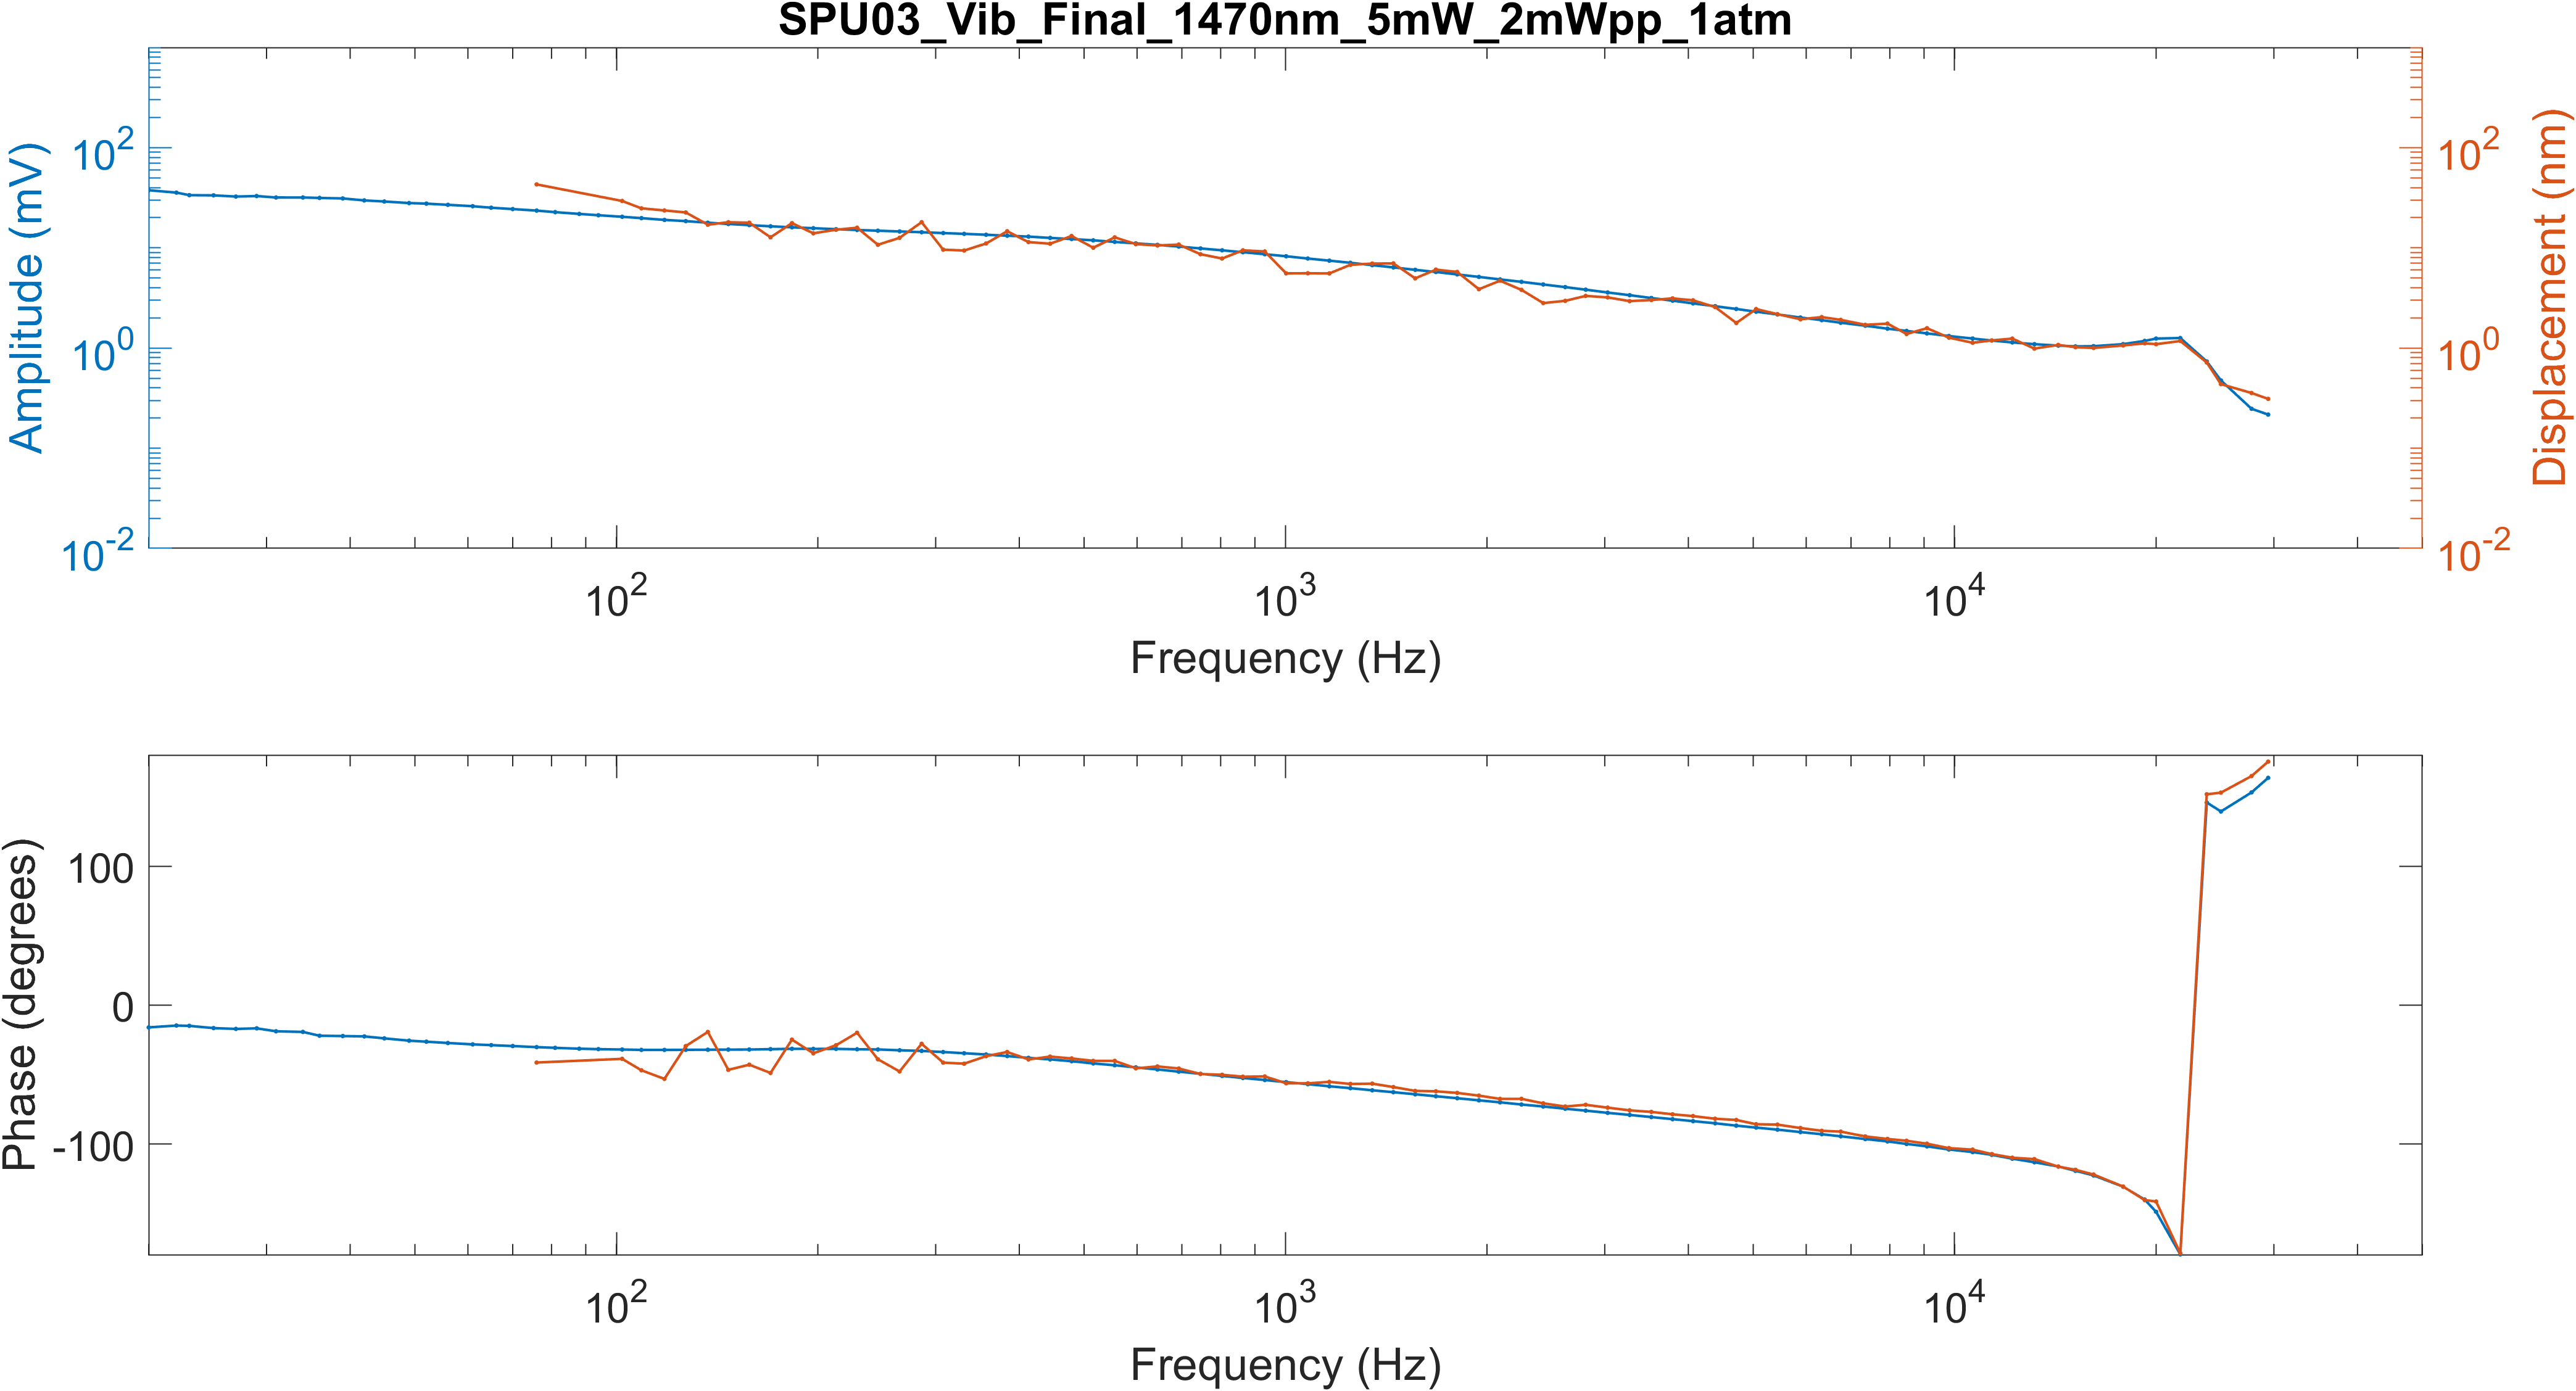 SPU03_Vib_Final_1470nm_5mW_2mWpp_1atm
Amplitude (mV)
10^2
10^0
10^-2
Displacement (nm)
10^2
10^0
10^-2
10^2 10^3 10^4
Frequency (Hz)
Phase (degrees)
100
0
-100
10^2 10^3 10^4
Frequency (Hz)